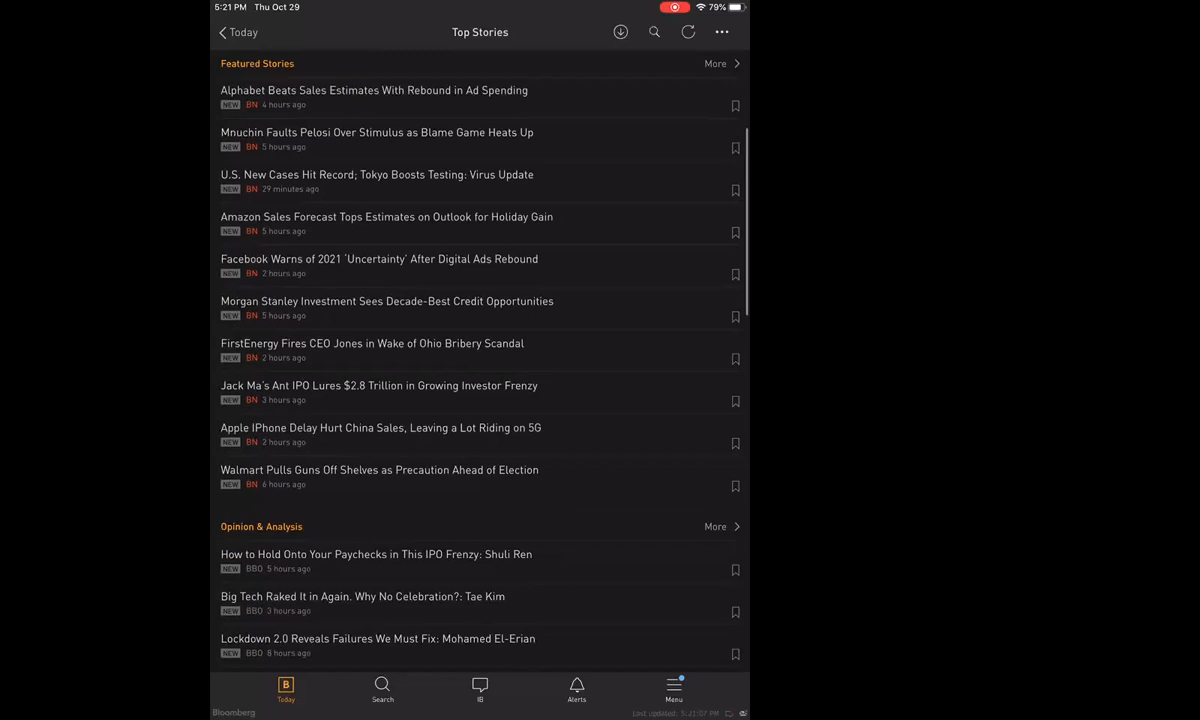 5:21 PM Thu Oct 29 79%
Today Top Stories
Featured Stories More
Alphabet Beats Sales Estimates With Rebound in Ad Spending
NEW BN 4 hours ago
Mnuchin Faults Pelosi Over Stimulus as Blame Game Heats Up
NEW BN 5 hours ago
U.S. New Cases Hit Record; Tokyo Boosts Testing: Virus Update
NEW BN 29 minutes ago
Amazon Sales Forecast Tops Estimates on Outlook for Holiday Gain
NEW BN 5 hours ago
Facebook Warns of 2021 'Uncertainty' After Digital Ads Rebound
NEW BN 2 hours ago
Morgan Stanley Investment Sees Decade-Best Credit Opportunities
NEW BN 5 hours ago
FirstEnergy Fires CEO Jones in Wake of Ohio Bribery Scandal
NEW BN 2 hours ago
Jack Ma's Ant IPO Lures $2.8 Trillion in Growing Investor Frenzy
NEW BN 3 hours ago
Apple IPhone Delay Hurt China Sales, Leaving a Lot Riding on 5G
NEW BN 2 hours ago
Walmart Pulls Guns Off Shelves as Precaution Ahead of Election
NEW BN 6 hours ago
Opinion & Analysis More
How to Hold Onto Your Paychecks in This IPO Frenzy: Shuli Ren
NEW BBO 5 hours ago
Big Tech Raked It in Again. Why No Celebration?: Tae Kim
NEW BBO 3 hours ago
Lockdown 2.0 Reveals Failures We Must Fix: Mohamed El-Erian
NEW BBO 8 hours ago
B
Today Search IB Alerts Menu
Bloomberg Last updated: 5:21:07 PM